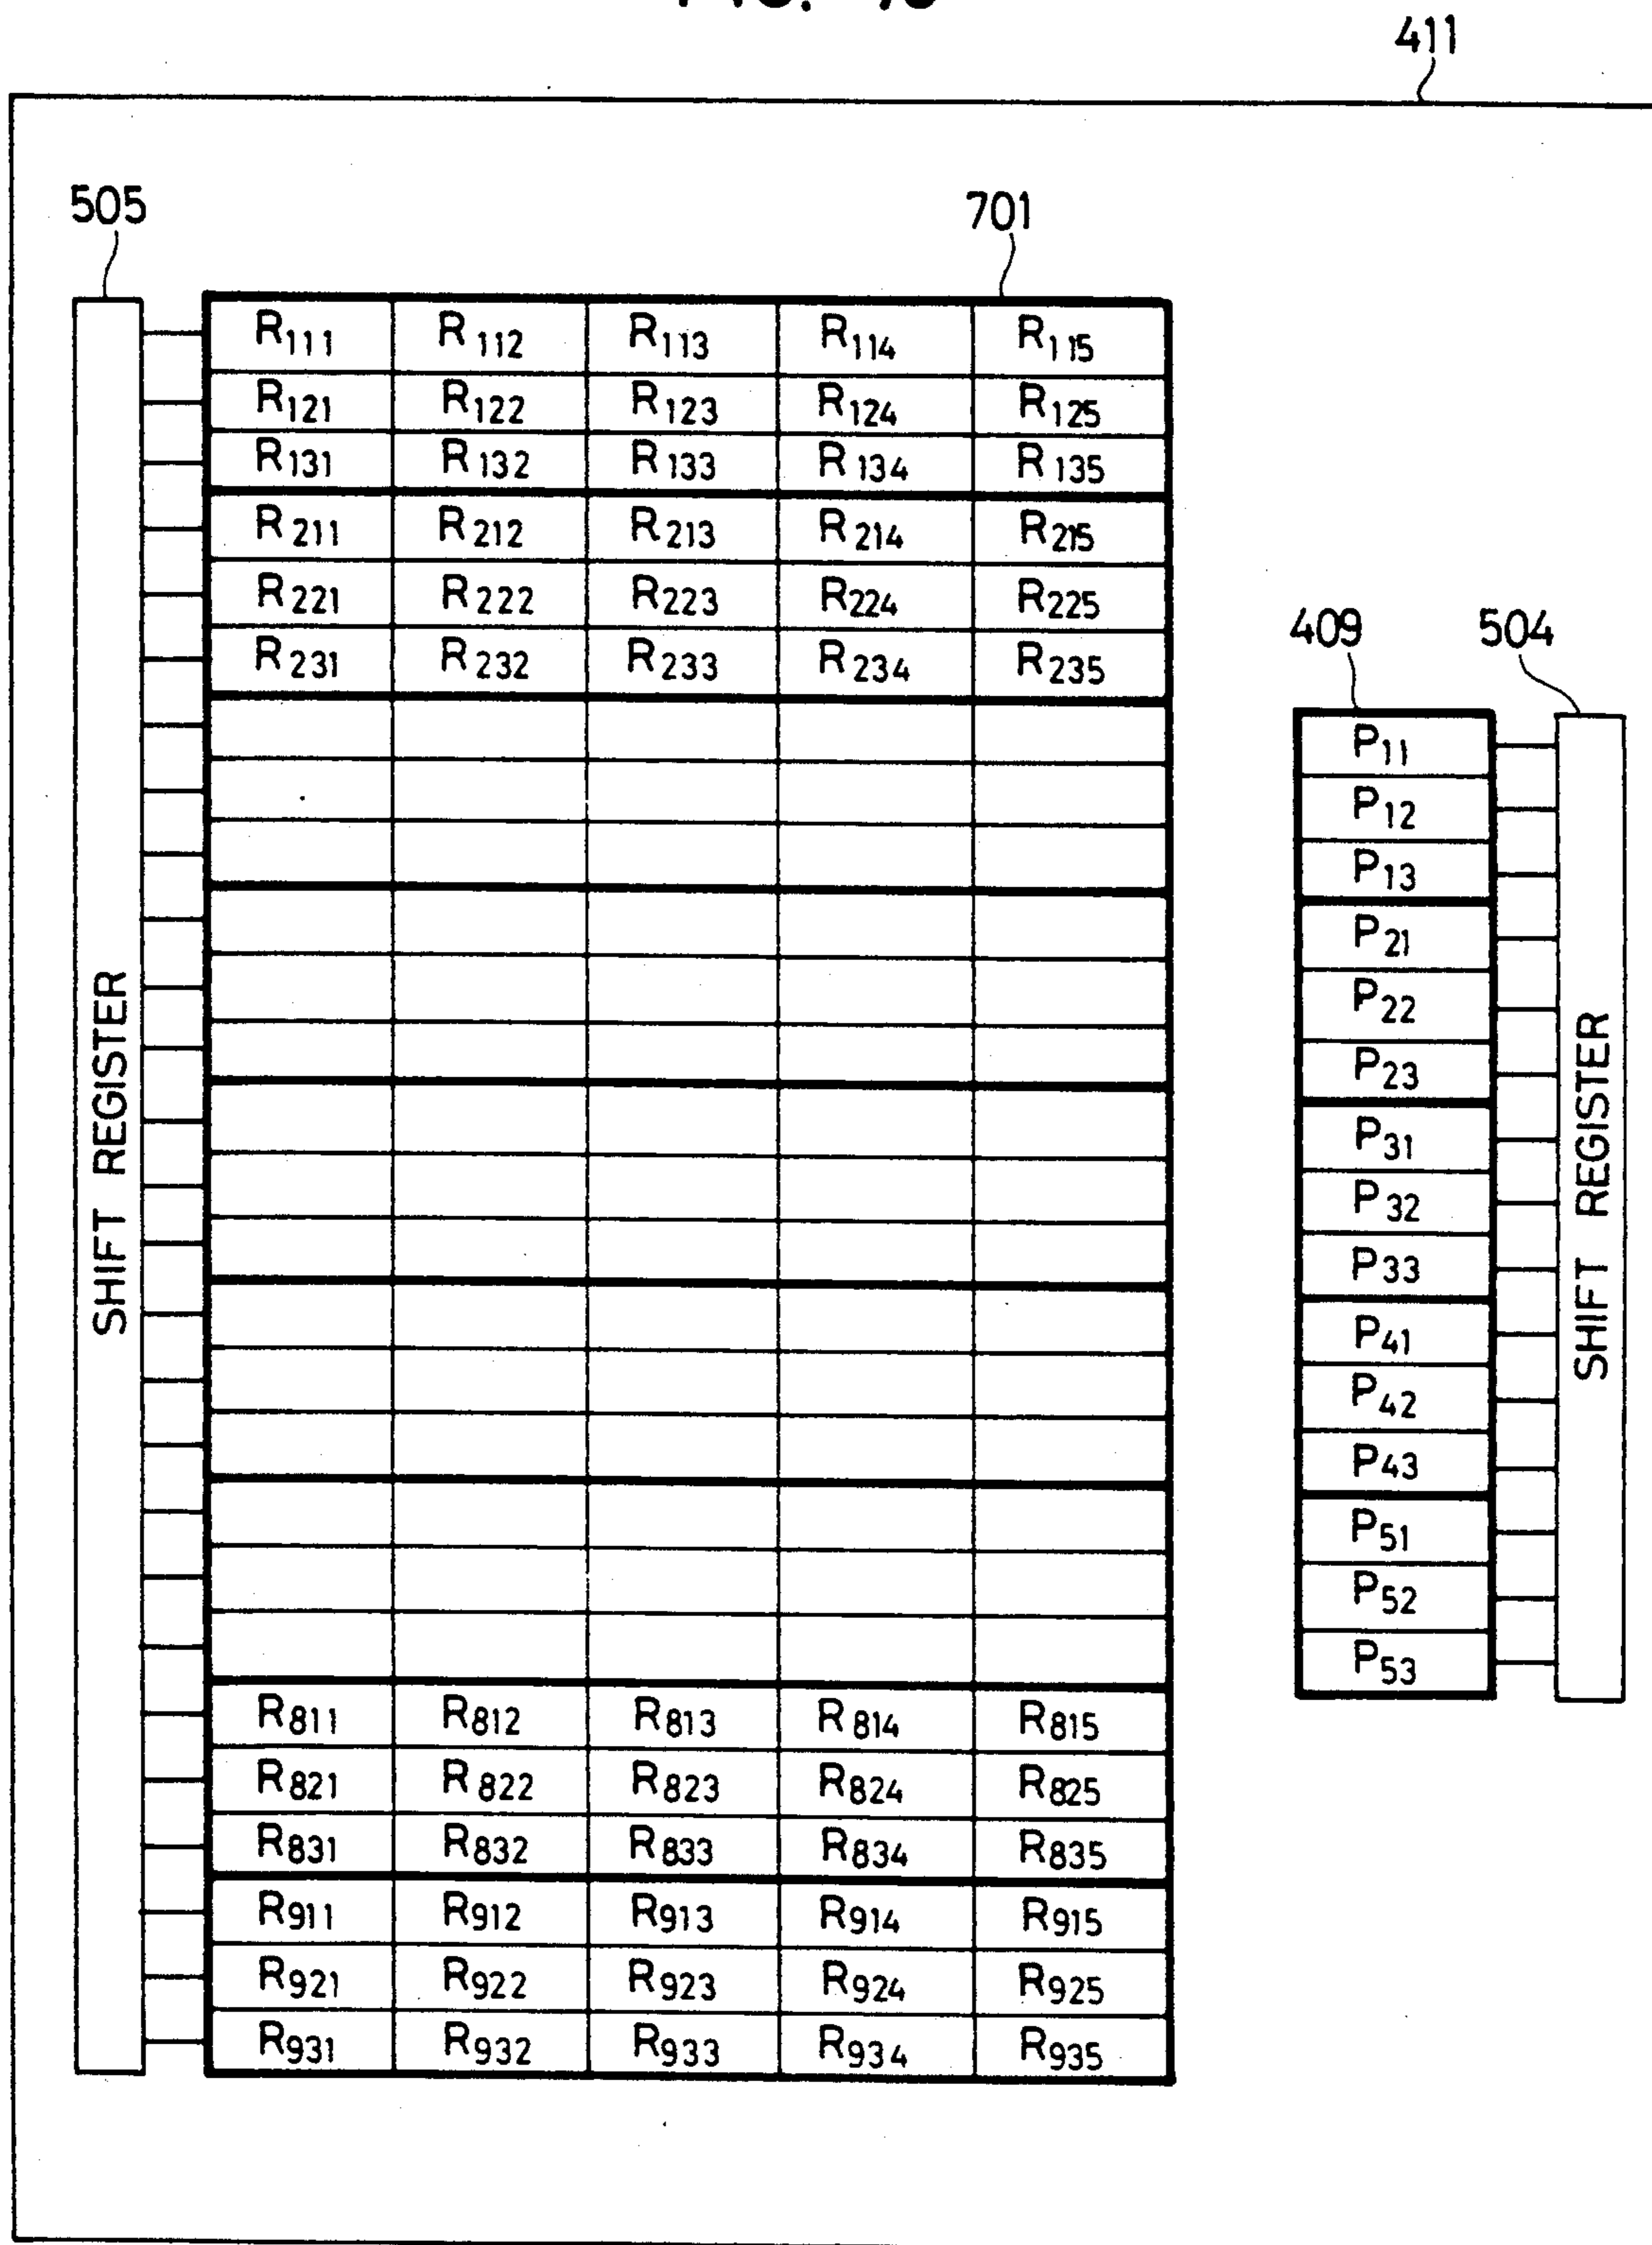 411
505
701
R111 R112 R113 R114 R115
R121 R122 R123 R124 R125
R131 R132 R133 R134 R135
R211 R212 R213 R214 R215
R221 R222 R223 R224 R225
R231 R232 R233 R234 R235
R811 R812 R813 R814 R815
R821 R822 R823 R824 R825
R831 R832 R833 R834 R835
R911 R912 R913 R914 R915
R921 R922 R923 R924 R925
R931 R932 R933 R934 R935
SHIFT REGISTER
409
504
P11
P12
P13
P21
P22
P23
P31
P32
P33
P41
P42
P43
P51
P52
P53
SHIFT REGISTER